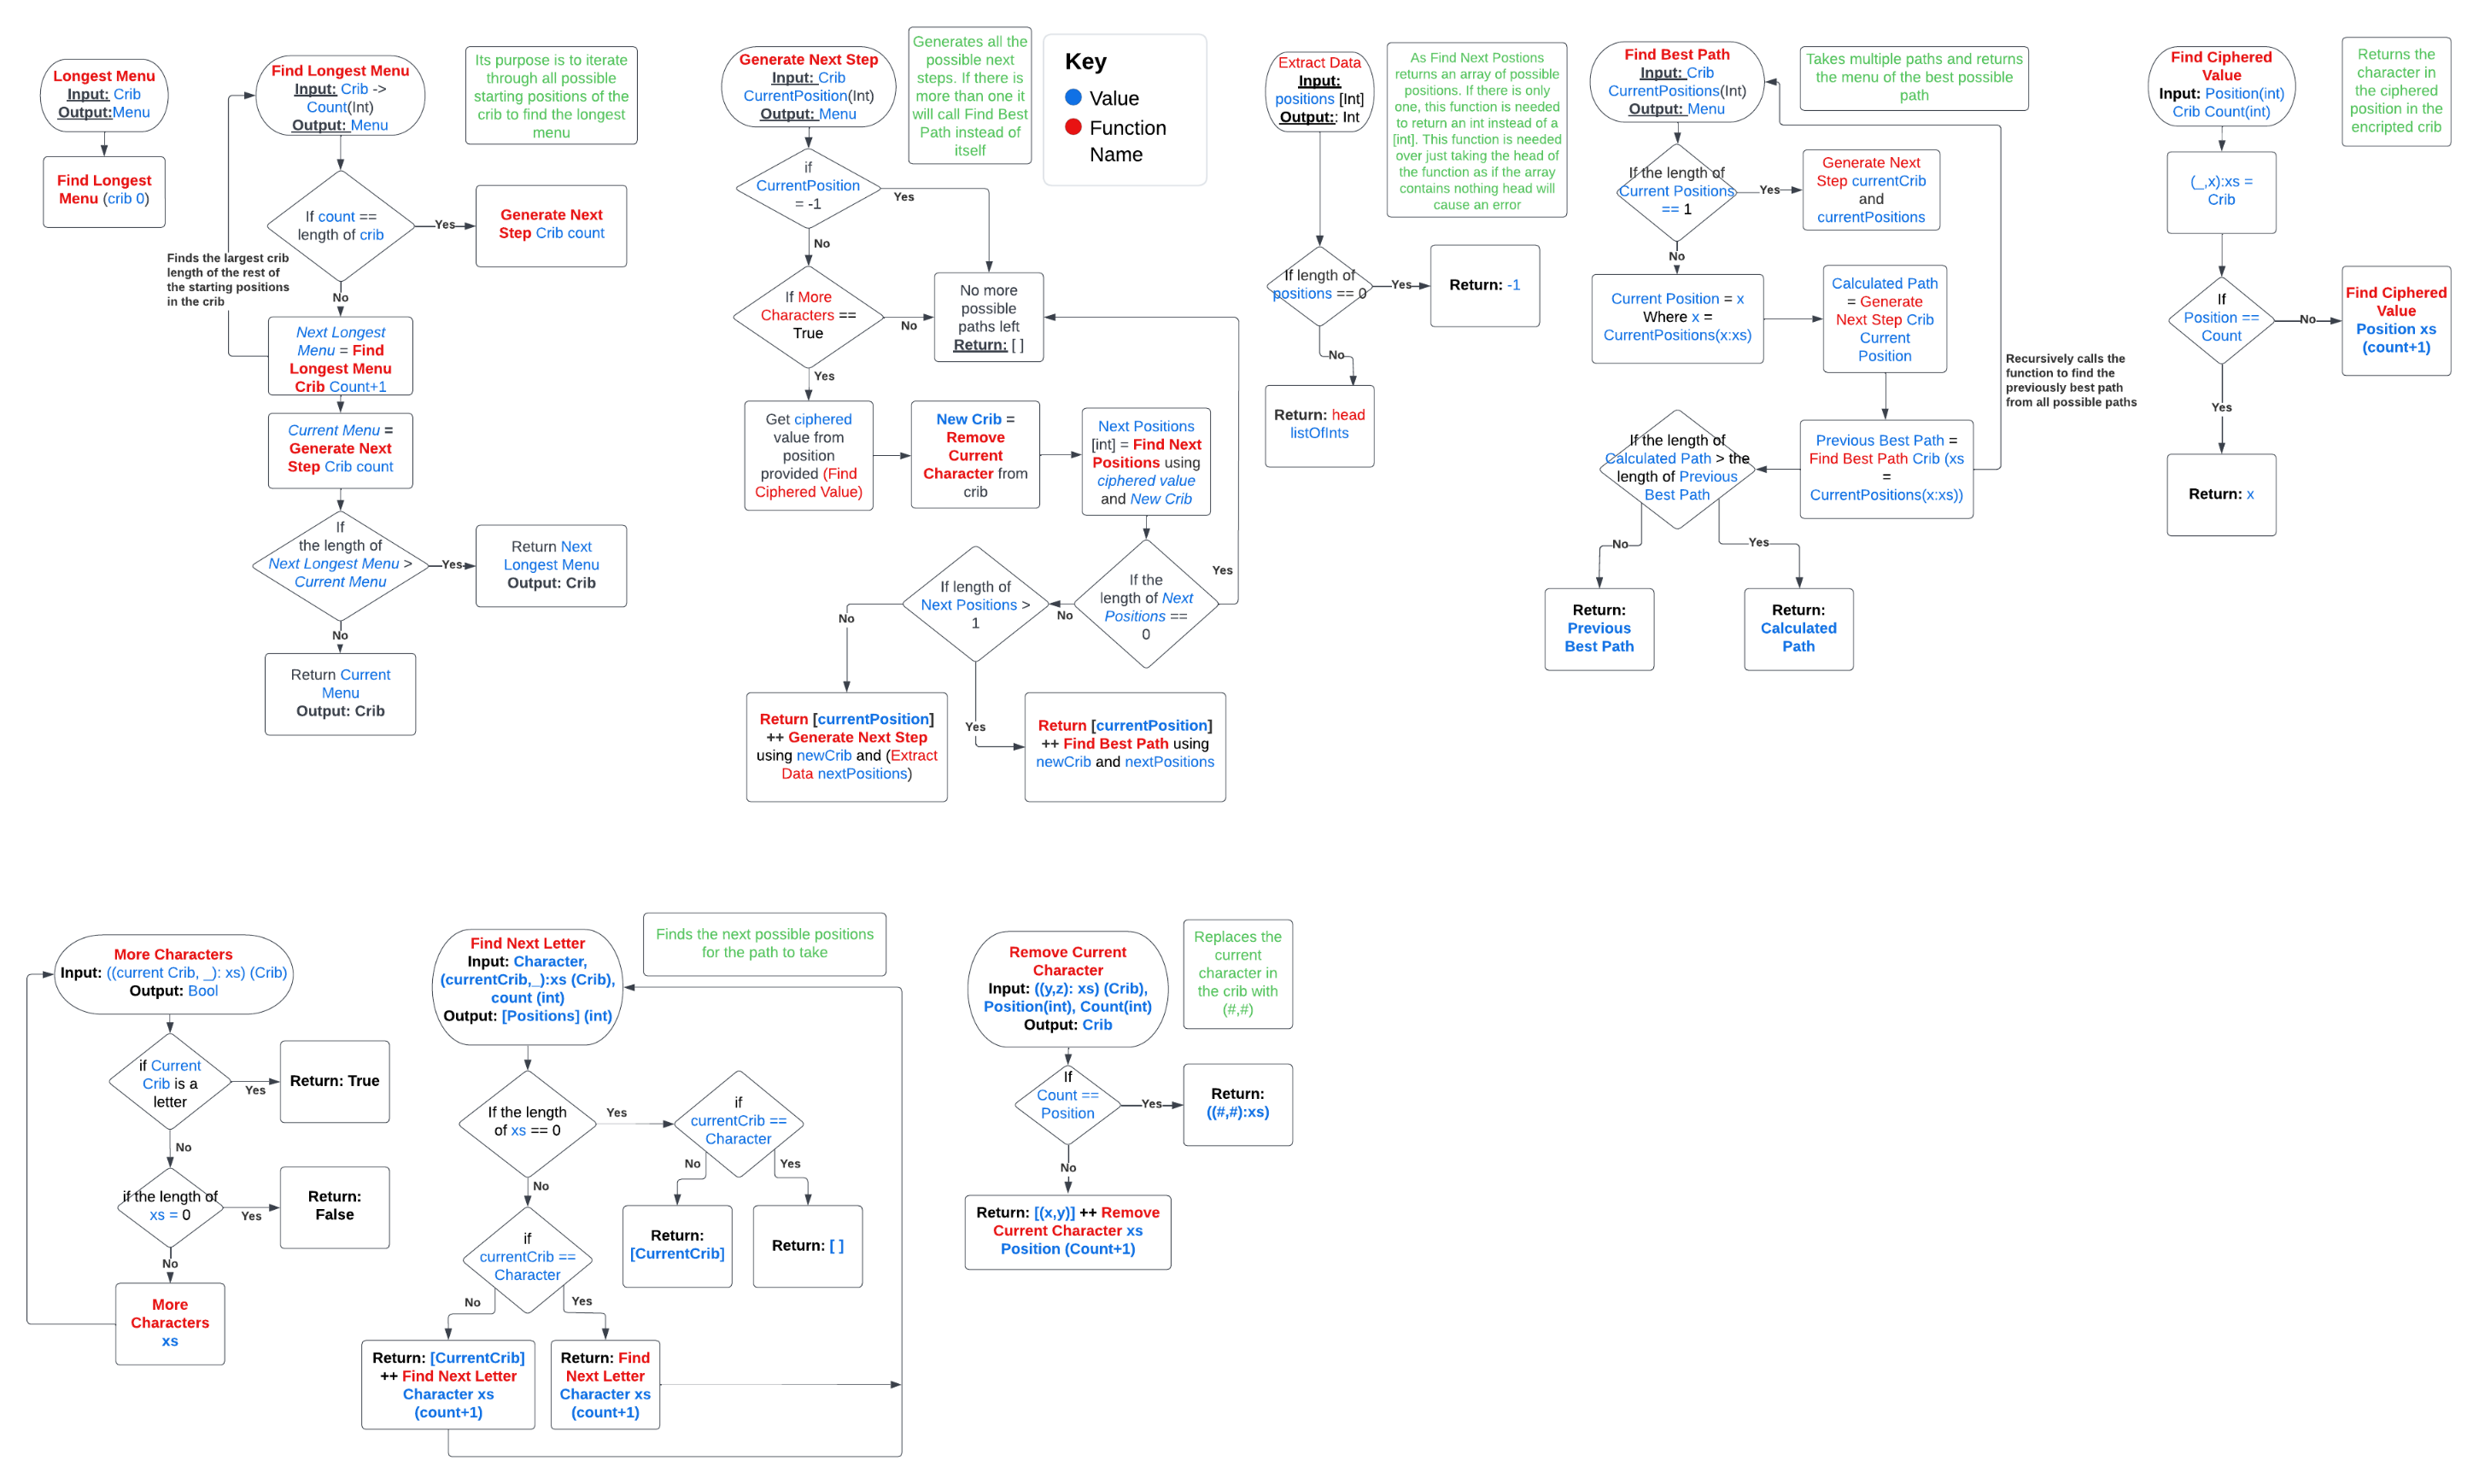 Longest Menu
Input: Crib
Output:Menu
Find Longest
Menu (crib 0)
Find Longest Menu
Input: Crib ->
Count(Int)
Output: Menu
Its purpose is to iterate
through all possible
starting positions of the
crib to find the longest
menu
If count ==
length of crib
Yes
Generate Next
Step Crib count
No
Finds the largest crib
length of the rest of
the starting positions
in the crib
Next Longest
Menu = Find
Longest Menu
Crib Count+1
Current Menu =
Generate Next
Step Crib count
If
the length of
Next Longest Menu >
Current Menu
Yes
Return Next
Longest Menu
Output: Crib
No
Return Current
Menu
Output: Crib
Generate Next Step
Input: Crib
CurrentPosition(Int)
Output: Menu
Generates all the
possible next
steps. If there is
more than one it
will call Find Best
Path instead of
itself
Key
Value
Function
Name
if
CurrentPosition
= -1
Yes
No
If More
Characters ==
True
No
No more
possible
paths left
Return: [ ]
Yes
Get ciphered
value from
position
provided (Find
Ciphered Value)
New Crib =
Remove
Current
Character from
crib
Next Positions
[int] = Find Next
Positions using
ciphered value
and New Crib
If the
length of Next
Positions ==
0
Yes
No
If length of
Next Positions >
1
No
Yes
Return [currentPosition]
++ Generate Next Step
using newCrib and (Extract
Data nextPositions)
Return [currentPosition]
++ Find Best Path using
newCrib and nextPositions
Extract Data
Input:
positions [Int]
Output:: Int
As Find Next Postions
returns an array of possible
positions. If there is only
one, this function is needed
to return an int instead of a
[int]. This function is needed
over just taking the head of
the function as if the array
contains nothing head will
cause an error
If length of
positions == 0
Yes
Return: -1
No
Return: head
listOfInts
Find Best Path
Input: Crib
CurrentPositions(Int)
Output: Menu
Takes multiple paths and returns
the menu of the best possible
path
If the length of
Current Positions
== 1
Yes
Generate Next
Step currentCrib
and
currentPositions
No
Current Position = x
Where x =
CurrentPositions(x:xs)
Calculated Path
= Generate
Next Step Crib
Current
Position
Recursively calls the
function to find the
previously best path
from all possible paths
Previous Best Path =
Find Best Path Crib (xs
=
CurrentPositions(x:xs))
If the length of
Calculated Path > the
length of Previous
Best Path
No
Yes
Return:
Previous
Best Path
Return:
Calculated
Path
Find Ciphered
Value
Input: Position(int)
Crib Count(int)
Returns the
character in
the ciphered
position in the
encripted crib
(_,x):xs =
Crib
If
Position ==
Count
No
Find Ciphered
Value
Position xs
(count+1)
Yes
Return: x
More Characters
Input: ((current Crib, _): xs) (Crib)
Output: Bool
if Current
Crib is a
letter
Yes
Return: True
No
if the length of
xs = 0
Yes
Return:
False
No
More
Characters
xs
Find Next Letter
Input: Character,
(currentCrib,_):xs (Crib),
count (int)
Output: [Positions] (int)
Finds the next possible positions
for the path to take
If the length
of xs == 0
Yes
if
currentCrib ==
Character
No
Yes
Return:
[CurrentCrib]
Return: [ ]
No
if
currentCrib ==
Character
No
Yes
Return: [CurrentCrib]
++ Find Next Letter
Character xs
(count+1)
Return: Find
Next Letter
Character xs
(count+1)
Remove Current
Character
Input: ((y,z): xs) (Crib),
Position(int), Count(int)
Output: Crib
Replaces the
current
character in
the crib with
(#,#)
If
Count ==
Position
Yes
Return:
((#,#):xs)
No
Return: [(x,y)] ++ Remove
Current Character xs
Position (Count+1)